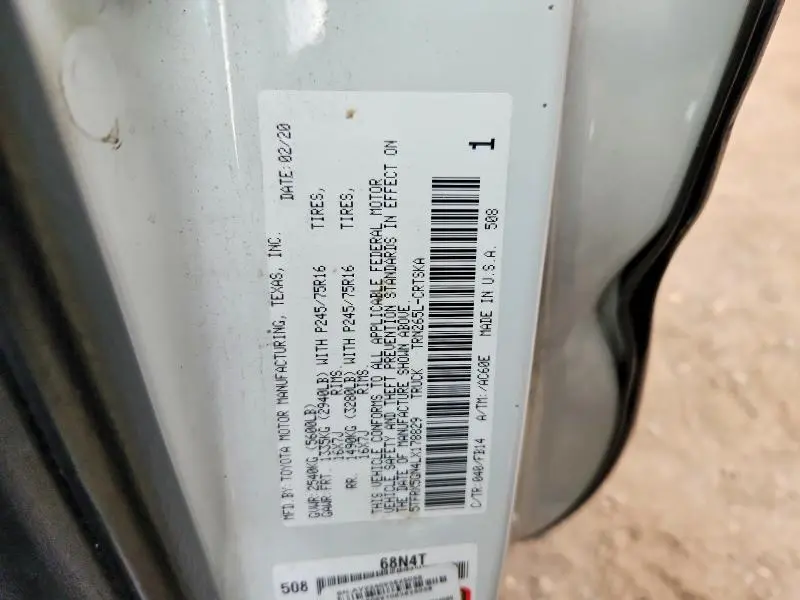 MFD.BY:TOYOTA MOTOR MANUFACTURING, TEXAS, INC. DATE:02/20
GVWR:2540KG (5600LB)
GAWR:FRT. 1335KG (2940LB) WITH P245/75R16 TIRES,
16X7J RIMS.
RR. 1490KG (3280LB) WITH P245/75R16 TIRES,
16X7J RIMS.
THIS VEHICLE CONFORMS TO ALL APPLICABLE FEDERAL MOTOR
VEHICLE SAFETY AND THEFT PREVENTION STANDARDS IN EFFECT ON
THE DATE OF MANUFACTURE SHOWN ABOVE.
5TFRX5GN4LX178829 TRUCK TRN265L-CRTSKA
C/TR:040/FB14 A/TM:/AC60E MADE IN U.S.A. 508
1
68N4T
508